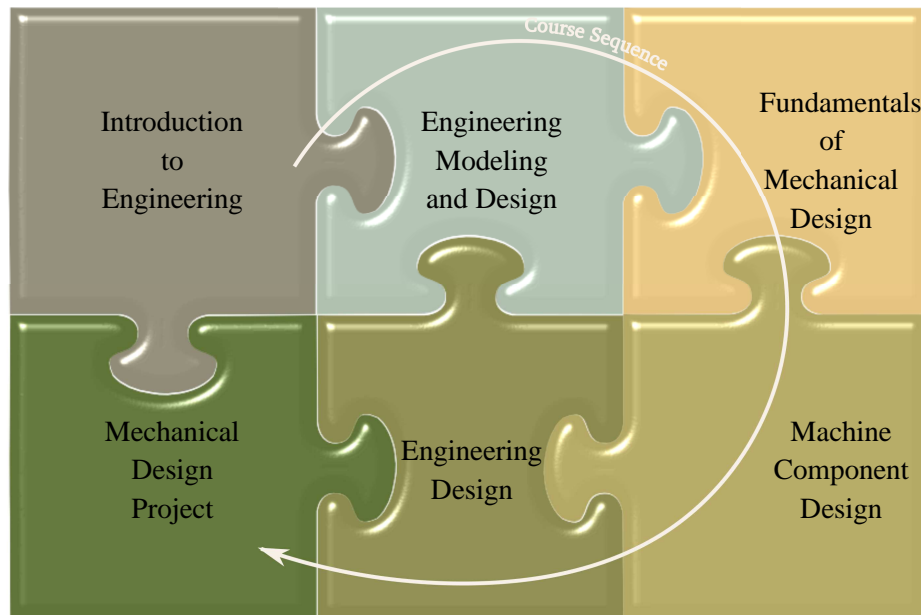 Course Sequence
Introduction
to
Engineering
Engineering
Modeling
and Design
Fundamentals
of
Mechanical
Design
Mechanical
Design
Project
Engineering
Design
Machine
Component
Design